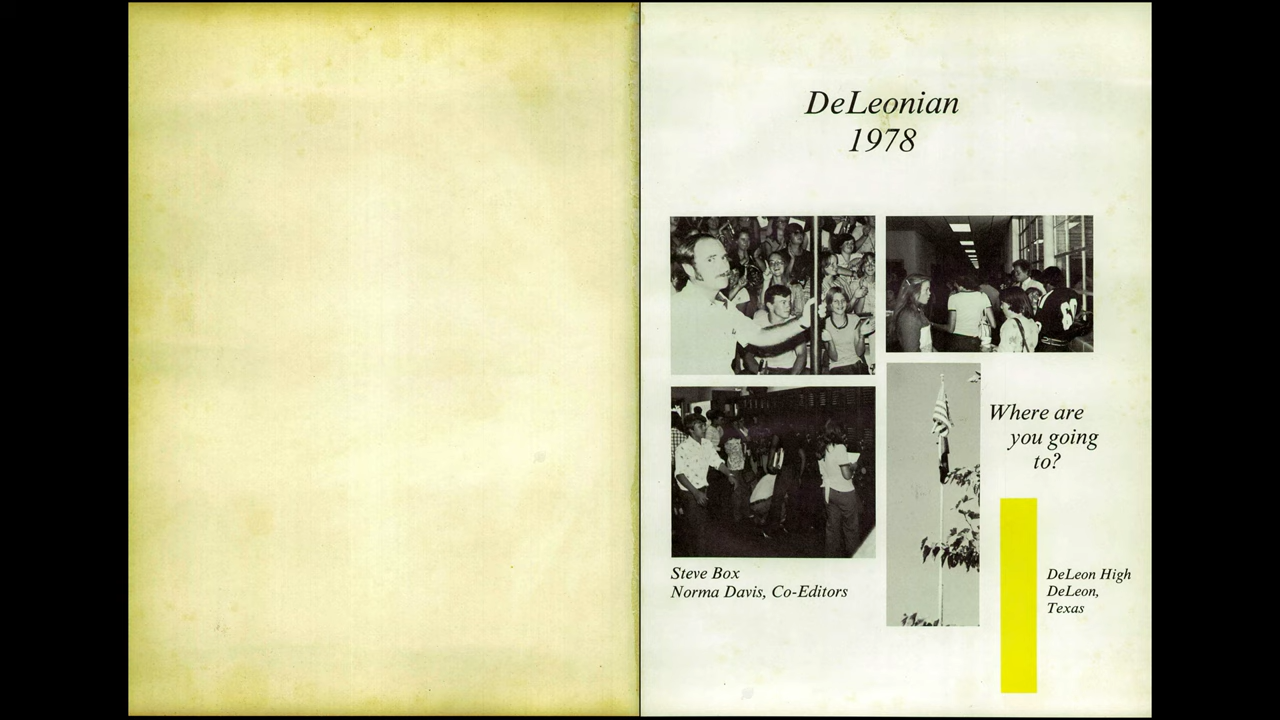 DeLeonian
1978
Where are
you going
to?
Steve Box
Norma Davis, Co-Editors
DeLeon High
DeLeon,
Texas